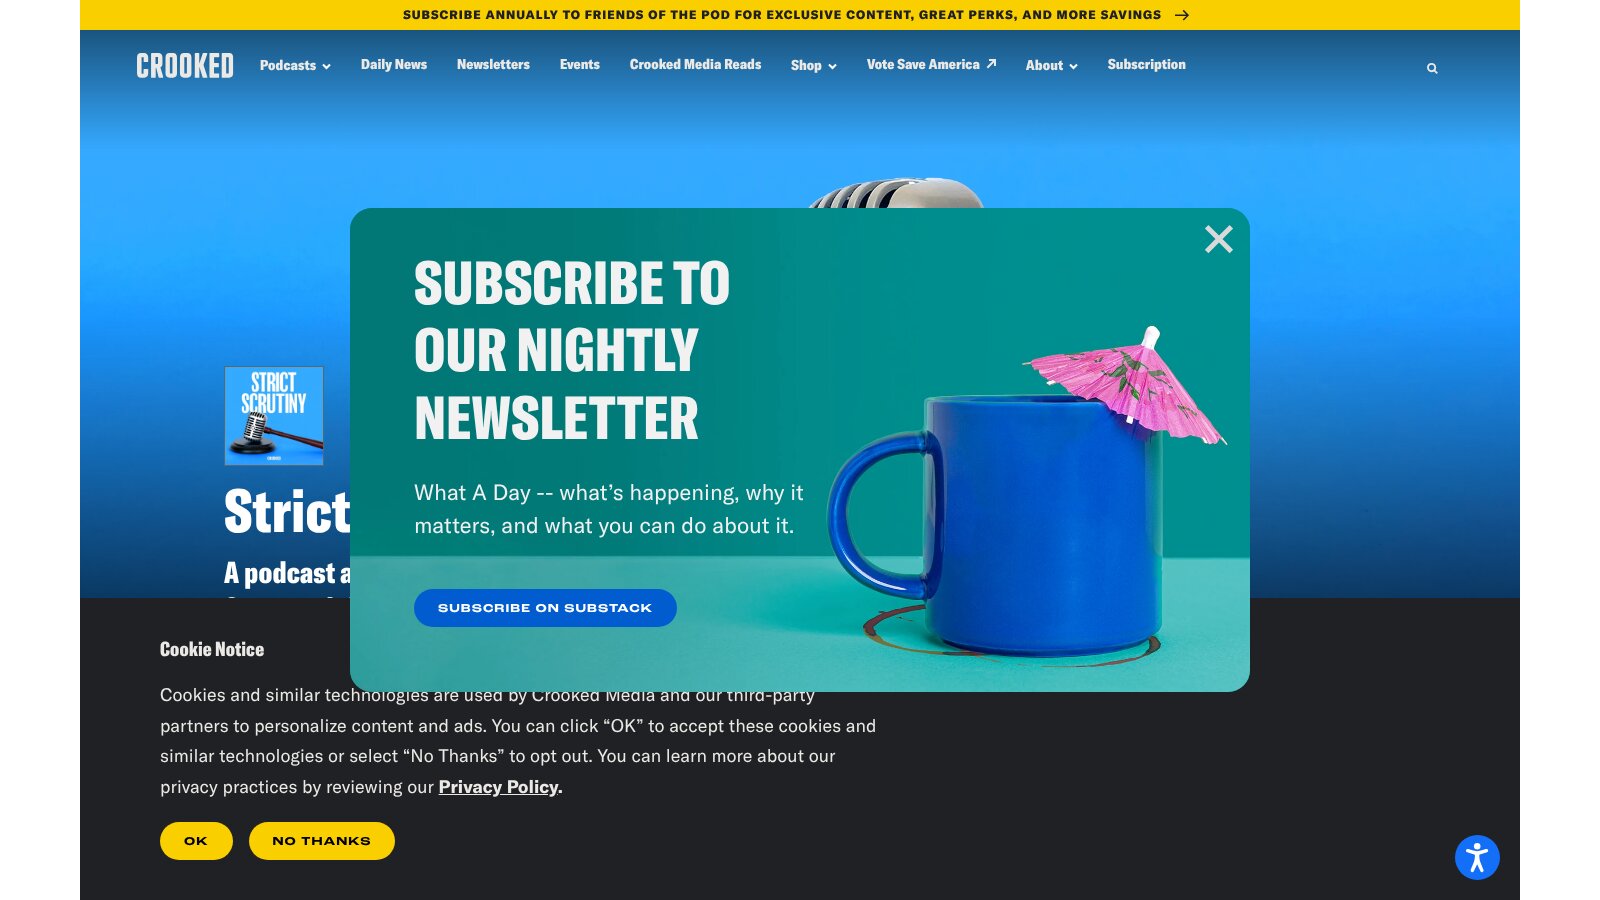 SUBSCRIBE ANNUALLY TO FRIENDS OF THE POD FOR EXCLUSIVE CONTENT, GREAT PERKS, AND MORE SAVINGS
CROOKED Podcasts Daily News Newsletters Events Crooked Media Reads Shop Vote Save America About Subscription
SUBSCRIBE TO
OUR NIGHTLY
NEWSLETTER
What A Day -- what’s happening, why it
matters, and what you can do about it.
SUBSCRIBE ON SUBSTACK
STRICT
SCRUTINY
Strict
A podcast a
Cookie Notice
Cookies and similar technologies are used by Crooked Media and our third-party
partners to personalize content and ads. You can click “OK” to accept these cookies and
similar technologies or select “No Thanks” to opt out. You can learn more about our
privacy practices by reviewing our Privacy Policy.
OK NO THANKS